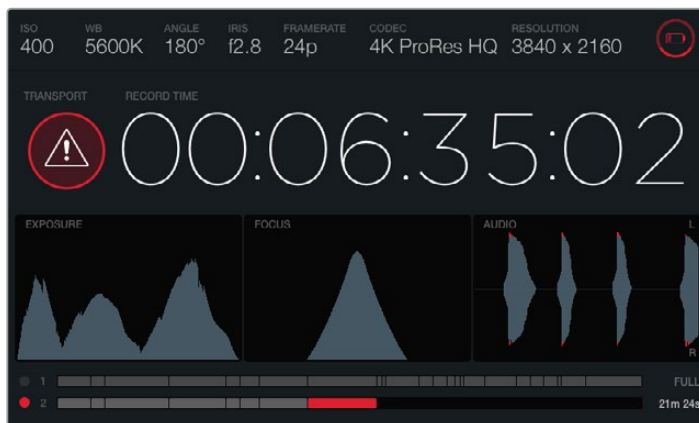 ISO WB ANGLE IRIS FRAMERATE CODEC RESOLUTION
400 5600K 180° f2.8 24p 4K ProRes HQ 3840 x 2160
TRANSPORT RECORD TIME
00:06:35:02
EXPOSURE FOCUS AUDIO L
R
1 FULL
2 21m 24s